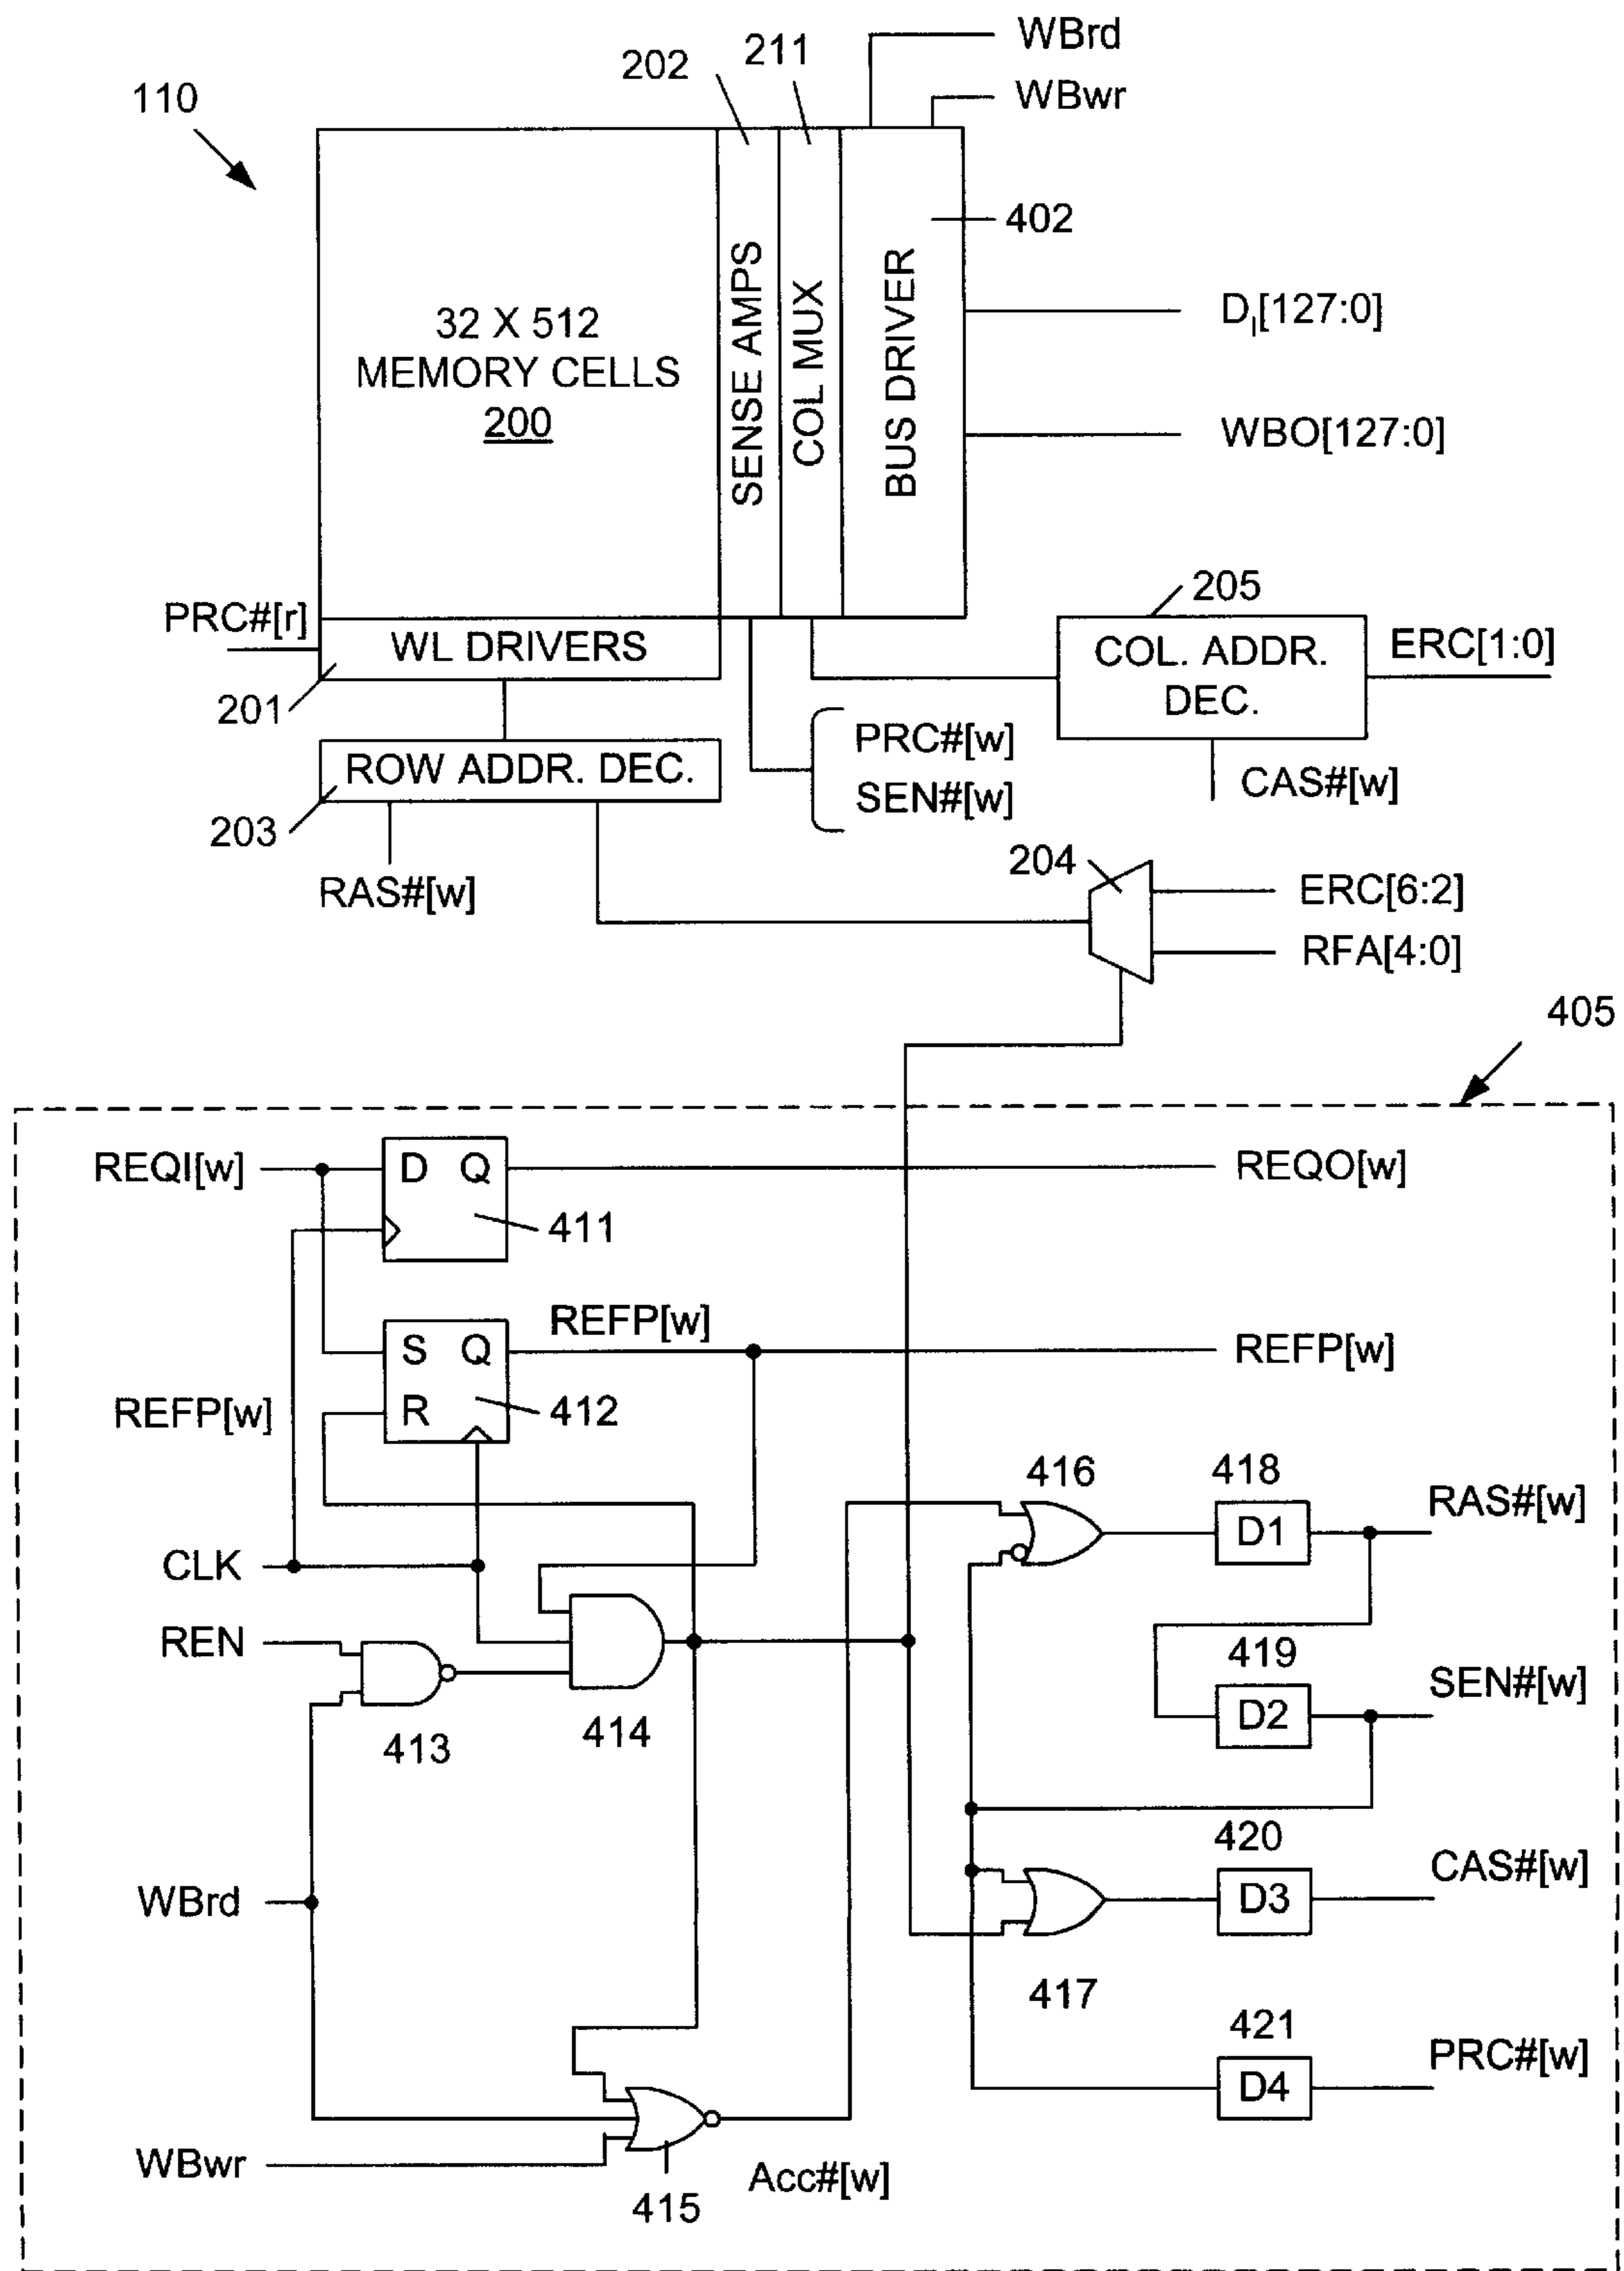 WBrd
202
211
WBwr
110
402
SENSE AMPS
COL MUX
BUS DRIVER
32 X 512
MEMORY CELLS
200
DI[127:0]
WBO[127:0]
205
PRC#[r]
WL DRIVERS
COL. ADDR.
DEC.
ERC[1:0]
201
PRC#[w]
SEN#[w]
ROW ADDR. DEC.
CAS#[w]
203
204
RAS#[w]
ERC[6:2]
RFA[4:0]
405
REQI[w]
D Q
REQO[w]
411
REFP[w]
S Q
REFP[w]
REFP[w]
R
412
416
418
RAS#[w]
D1
CLK
REN
419
SEN#[w]
D2
413
414
420
CAS#[w]
WBrd
D3
417
421
PRC#[w]
D4
WBwr
Acc#[w]
415